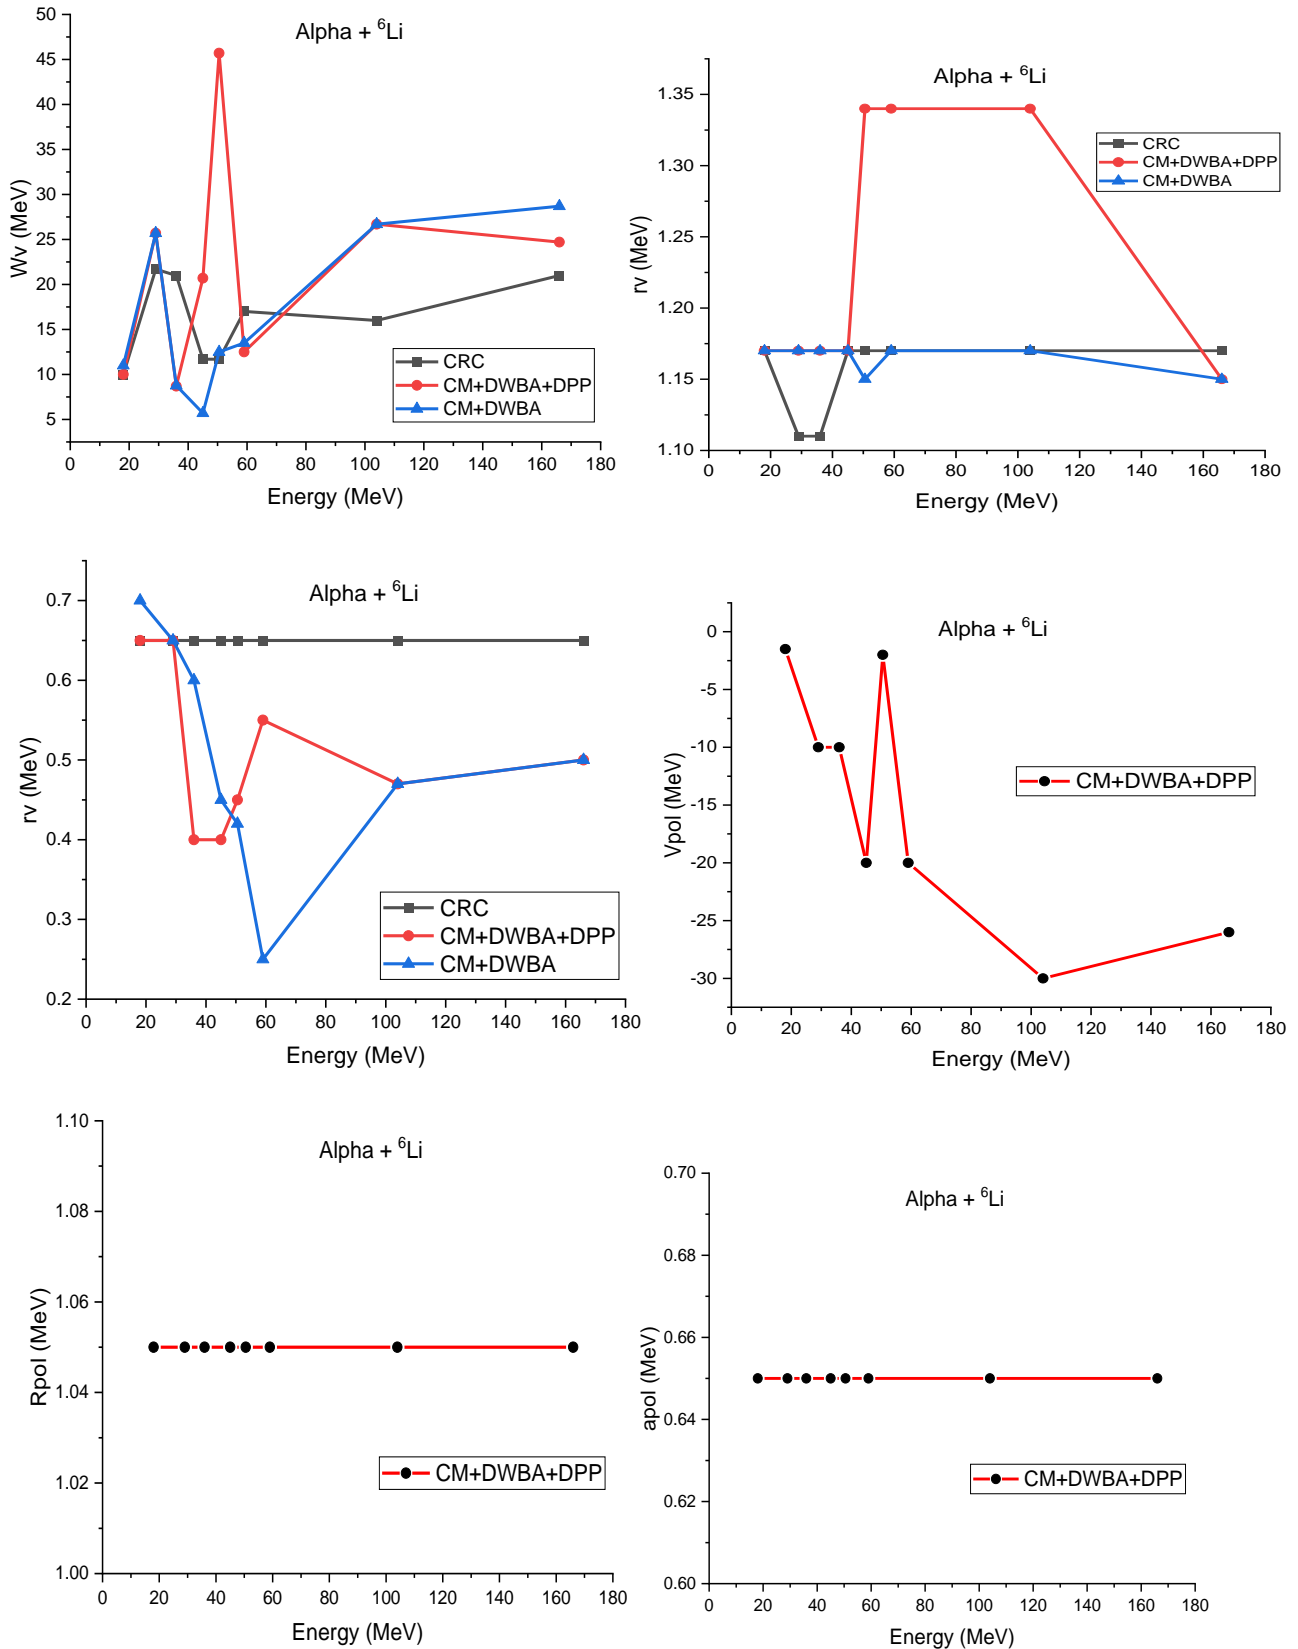 Alpha + ⁶Li
50
45
40
35
30
25
20
15
10
5
Wv (MeV)
CRC
CM+DWBA+DPP
CM+DWBA
0 20 40 60 80 100 120 140 160 180
Energy (MeV)
Alpha + ⁶Li
1.35
1.30
1.25
1.20
1.15
1.10
rv (MeV)
CRC
CM+DWBA+DPP
CM+DWBA
0 20 40 60 80 100 120 140 160 180
Energy (MeV)
Alpha + ⁶Li
0.7
0.6
0.5
0.4
0.3
0.2
rv (MeV)
CRC
CM+DWBA+DPP
CM+DWBA
0 20 40 60 80 100 120 140 160 180
Energy (MeV)
Alpha + ⁶Li
0
-5
-10
-15
-20
-25
-30
Vpol (MeV)
CM+DWBA+DPP
0 20 40 60 80 100 120 140 160 180
Energy (MeV)
Alpha + ⁶Li
1.10
1.08
1.06
1.04
1.02
1.00
Rpol (MeV)
CM+DWBA+DPP
0 20 40 60 80 100 120 140 160 180
Energy (MeV)
Alpha + ⁶Li
0.70
0.68
0.66
0.64
0.62
0.60
apol (MeV)
CM+DWBA+DPP
0 20 40 60 80 100 120 140 160 180
Energy (MeV)